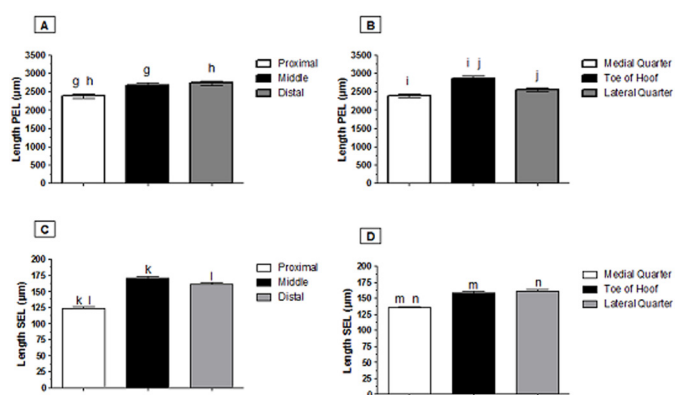 A
g h
g
h
3500
3000
2500
2000
1500
1000
500
0
Length PEL (μm)
Proximal
Middle
Distal
B
i
i j
j
3500
3000
2500
2000
1500
1000
500
0
Length PEL (μm)
Medial Quarter
Toe of Hoof
Lateral Quarter
C
k l
k
l
200
175
150
125
100
75
50
25
0
Length SEL (μm)
Proximal
Middle
Distal
D
m n
m
n
200
175
150
125
100
75
50
25
0
Length SEL (μm)
Medial Quarter
Toe of Hoof
Lateral Quarter